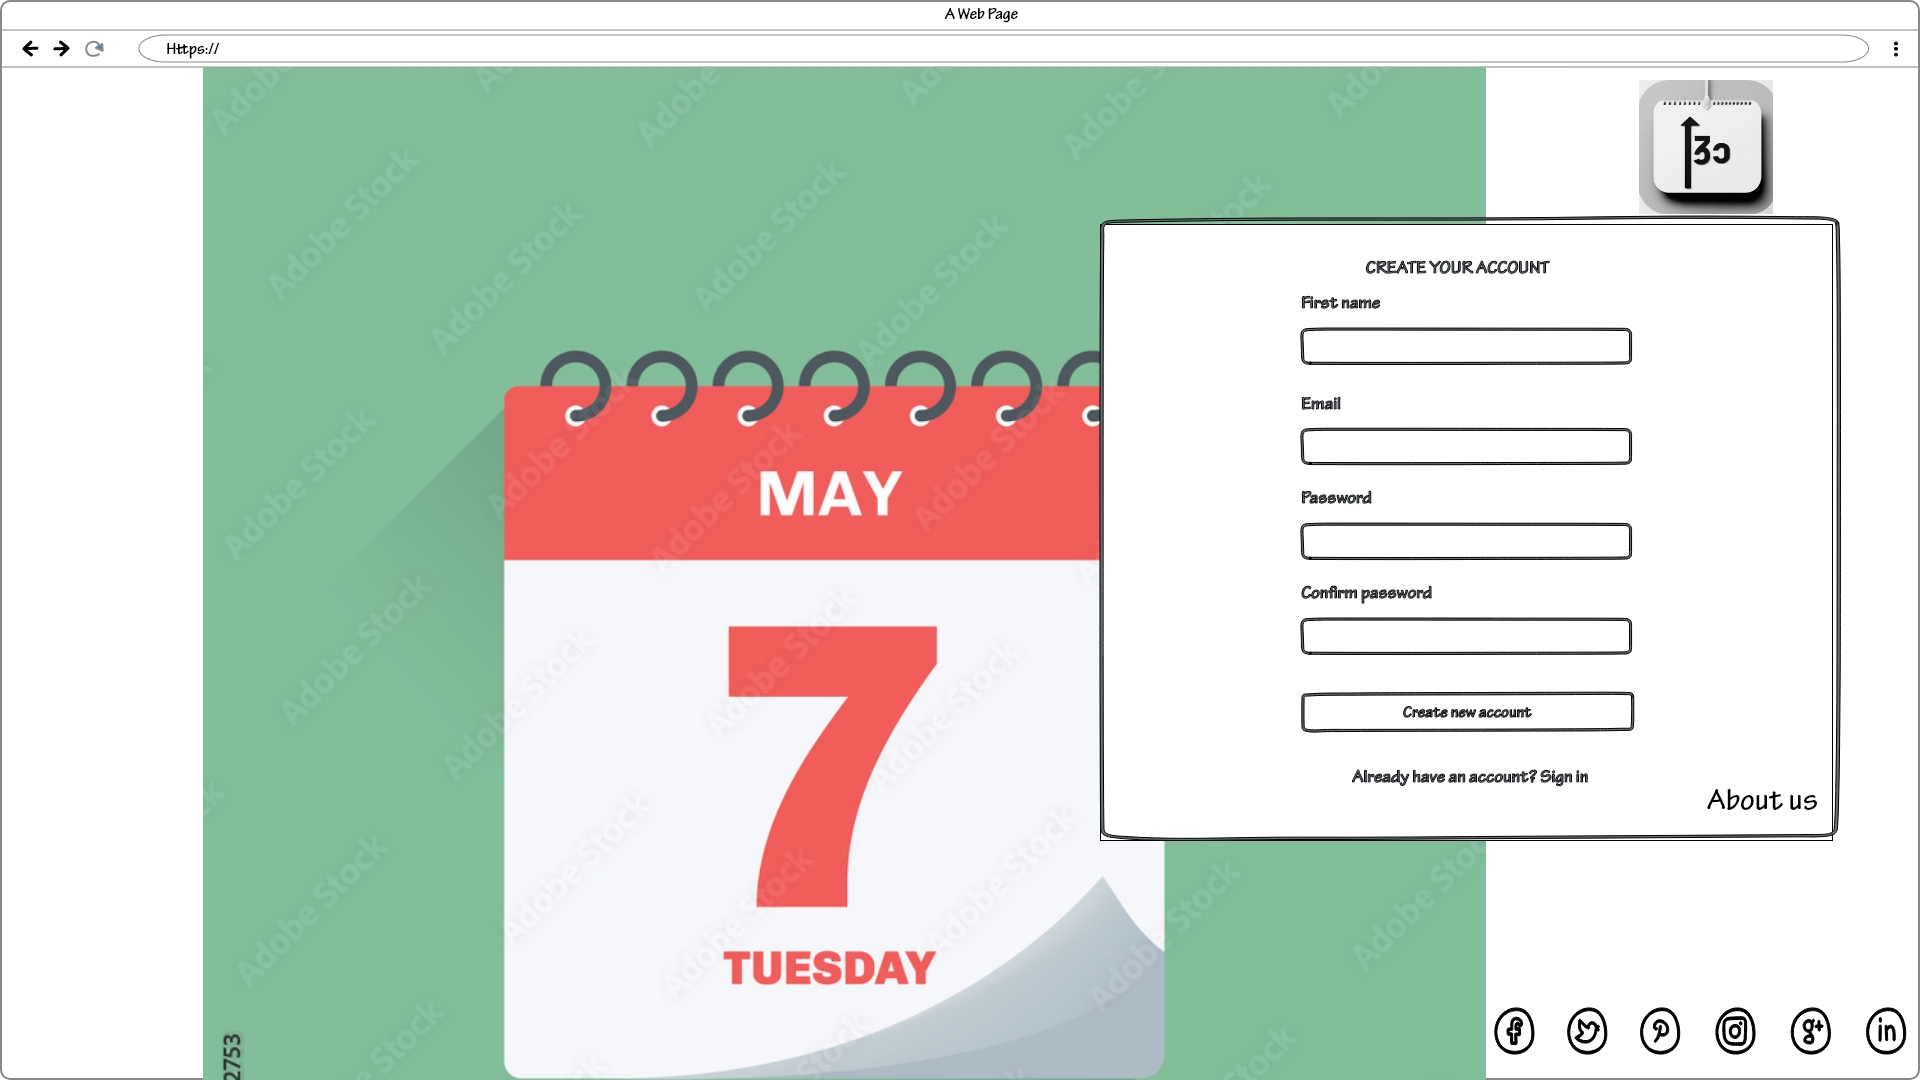 A Web Page
Https://
CREATE YOUR ACCOUNT
First name
Email
Password
Confirm password
Create new account
Already have an account? Sign in
About us
MAY
7
TUESDAY
Adobe Stock
2753